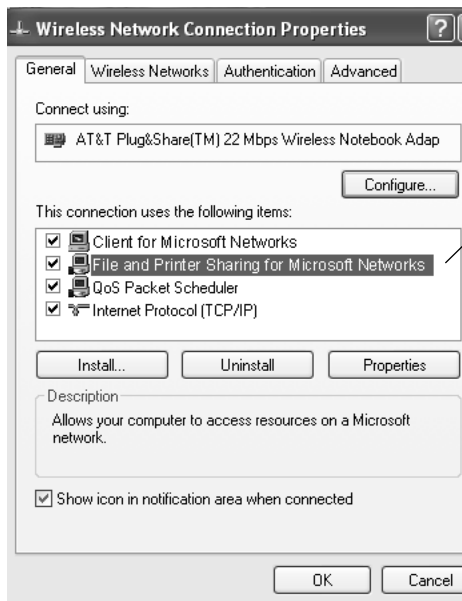 Wireless Network Connection Properties ?
General Wireless Networks Authentication Advanced
Connect using:
AT&T Plug&Share(TM) 22 Mbps Wireless Notebook Adap
Configure...
This connection uses the following items:
Client for Microsoft Networks
File and Printer Sharing for Microsoft Networks
QoS Packet Scheduler
Internet Protocol (TCP/IP)
Install... Uninstall Properties
Description
Allows your computer to access resources on a Microsoft
network.
Show icon in notification area when connected
OK Cancel